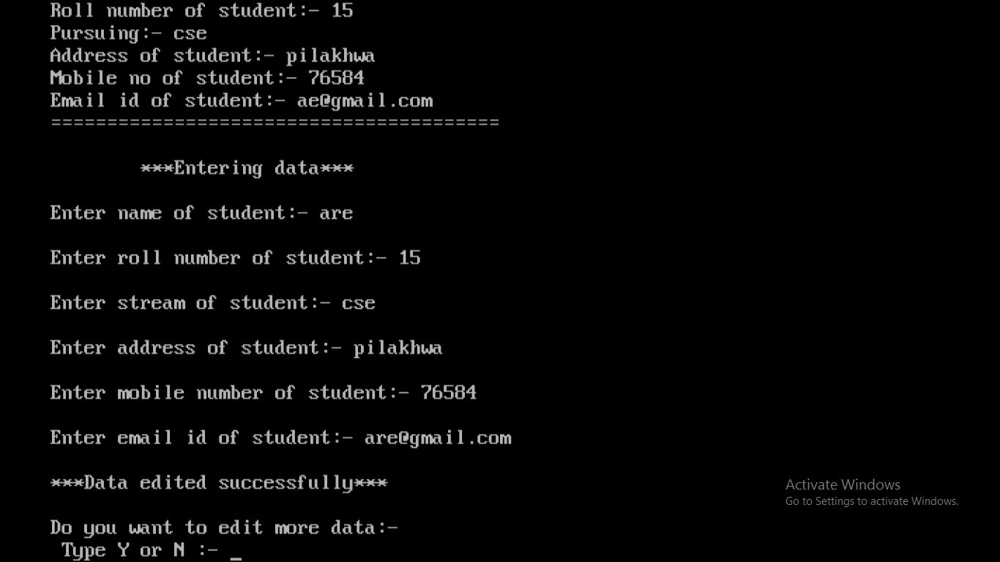 Roll number of student:- 15
Pursuing:- cse
Address of student:- pilakhwa
Mobile no of student:- 76584
Email id of student:- ae@gmail.com
========================================
***Entering data***
Enter name of student:- are
Enter roll number of student:- 15
Enter stream of student:- cse
Enter address of student:- pilakhwa
Enter mobile number of student:- 76584
Enter email id of student:- are@gmail.com
***Data edited successfully***
Activate Windows
Go to Settings to activate Windows.
Do you want to edit more data:-
Type Y or N :- _